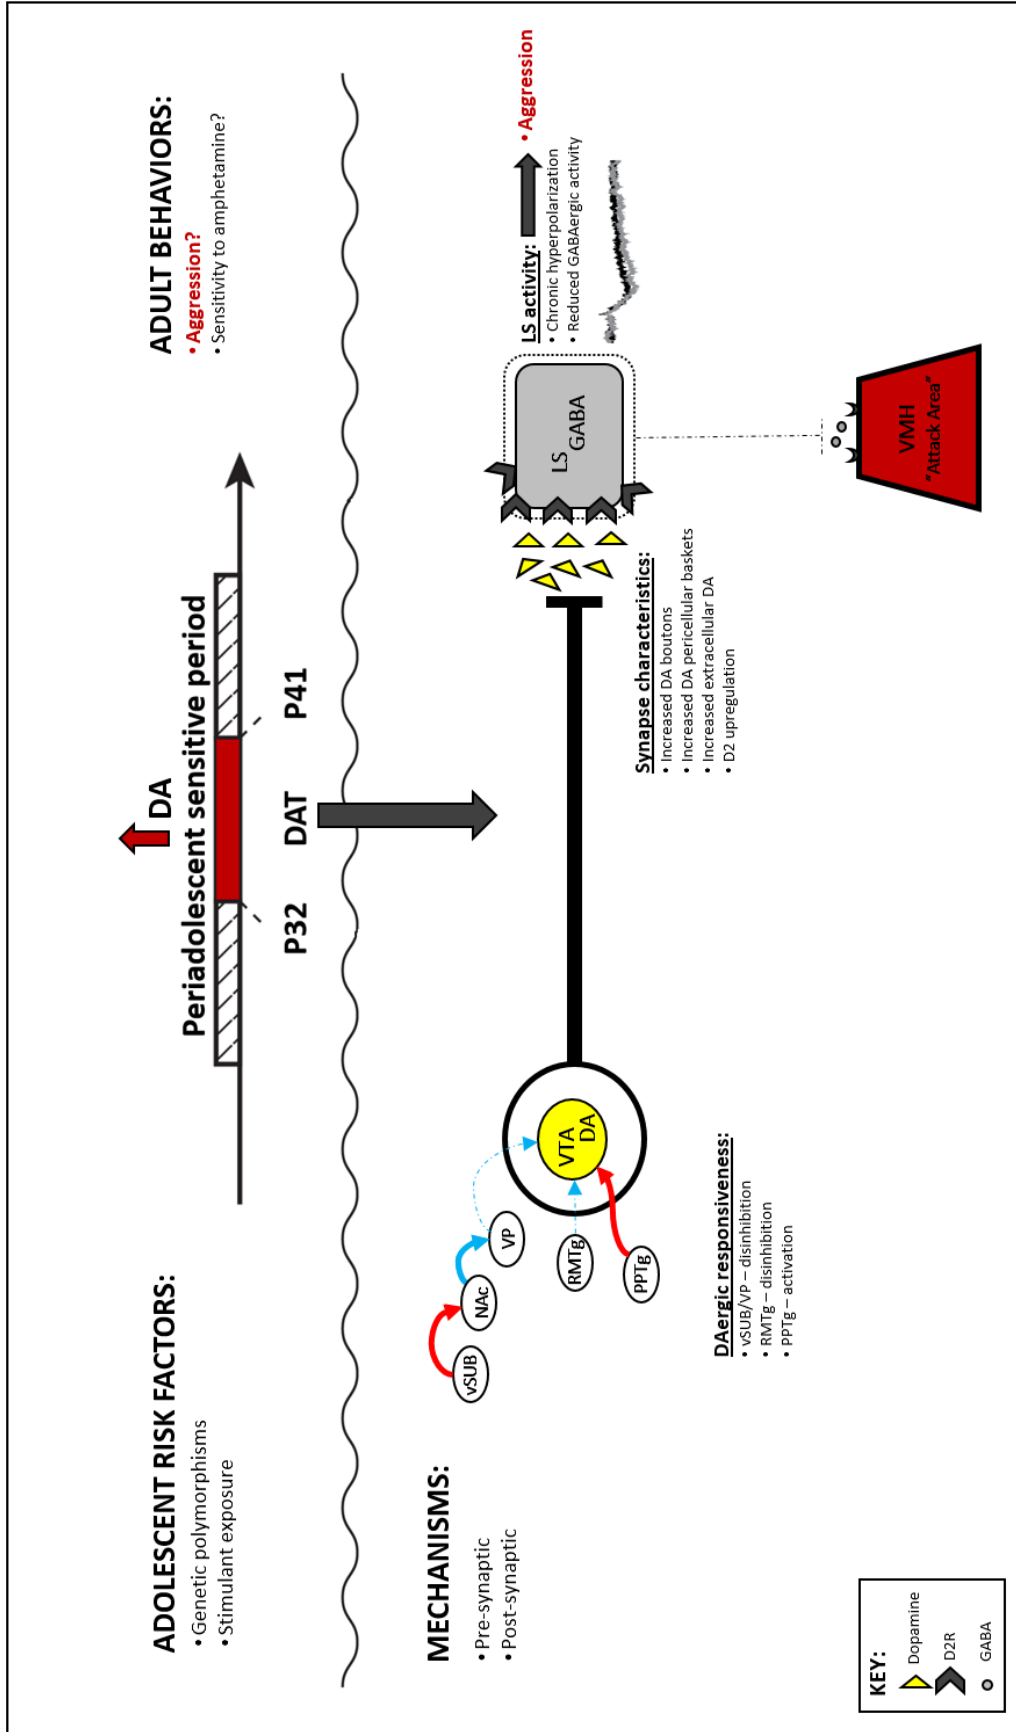 ADOLESCENT RISK FACTORS:
• Genetic polymorphisms
• Stimulant exposure
DA
Periadolescent sensitive period
P32
DAT
P41
ADULT BEHAVIORS:
• Aggression?
• Sensitivity to amphetamine?
MECHANISMS:
• Pre-synaptic
• Post-synaptic
vSUB
NAc
VP
RMTg
PPTg
VTA
DA
DAergic responsiveness:
• vSUB/VP – disinhibition
• RMTg – disinhibition
• PPTg – activation
Synapse characteristics:
• Increased DA boutons
• Increased DA pericellular baskets
• Increased extracellular DA
• D2 upregulation
LS
GABA
LS activity:
• Chronic hyperpolarization
• Reduced GABAergic activity
• Aggression
VMH
"Attack Area"
KEY:
Dopamine
D2R
GABA